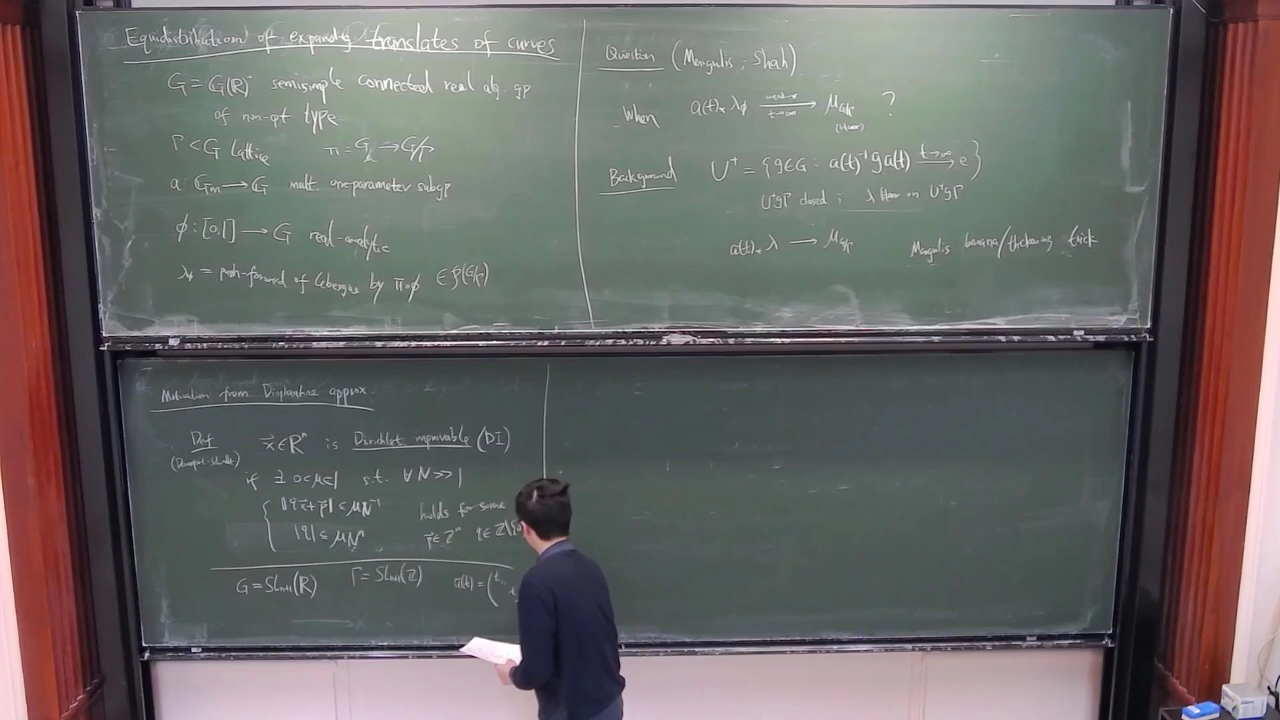 Equidistribution of expanding translates of curves
G = G(R)⁺ semisimple connected real alg. gp
of non-cpt type
Γ < G lattice π: G → G/Γ
a: Gm → G mult. one-parameter subgp
φ: [0,1] → G real-analytic
λφ = push-forward of Lebesgue by π∘φ ∈ P(G/Γ)
Question (Margulis, Shah)
When a(t)* λφ weak-* t→∞ → μG/Γ ?
(Haar)
Background U⁺ = {g∈G : a(t)⁻¹ g a(t) t→∞ → e}
U⁺gΓ closed ; λ Haar on U⁺gΓ
a(t)* λ → μG/Γ Margulis banana/thickening trick
Motivation from Diophantine approx.
Def x⃗ ∈ Rⁿ is Dirichlet improvable (DI)
if ∃ 0<μ<1 s.t. ∀ N >> 1
‖qx⃗+p⃗‖ ≤ μN⁻¹ holds for some
|q| ≤ μNⁿ p⃗∈Zⁿ q∈Z\{0
G = SLn+1(R) Γ = SLn+1(Z) a(t) = (t